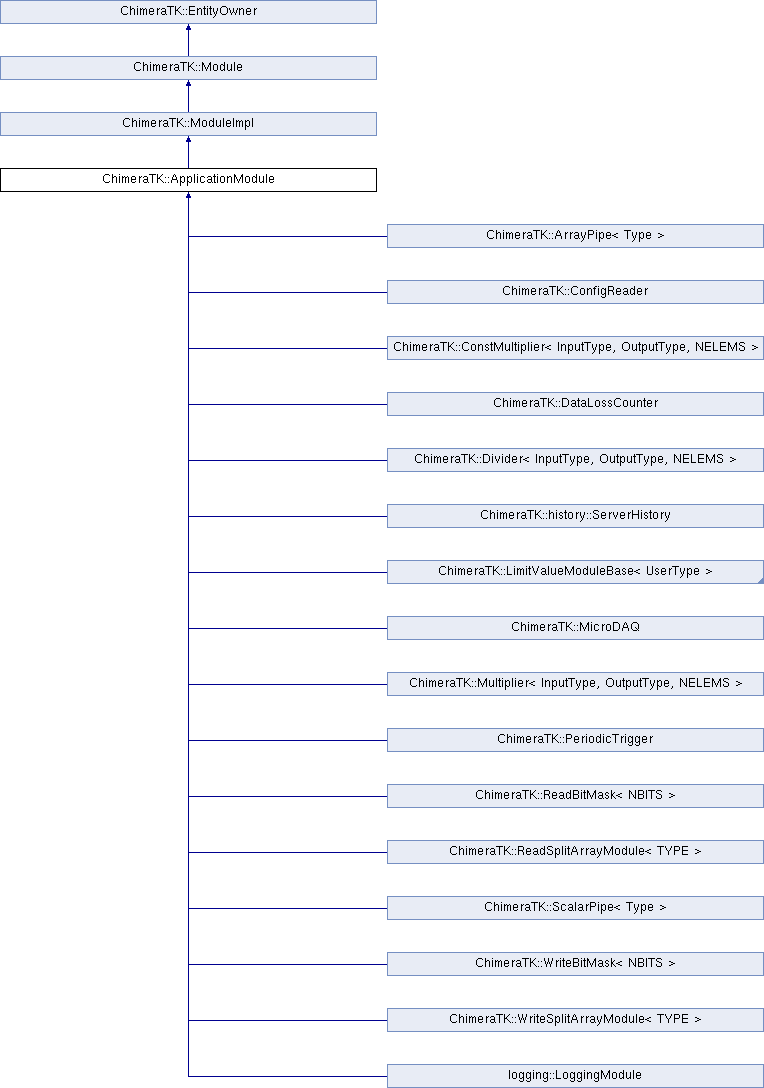 ChimeraTK::EntityOwner
ChimeraTK::Module
ChimeraTK::ModuleImpl
ChimeraTK::ApplicationModule
ChimeraTK::ArrayPipe< Type >
ChimeraTK::ConfigReader
ChimeraTK::ConstMultiplier< InputType, OutputType, NELEMS >
ChimeraTK::DataLossCounter
ChimeraTK::Divider< InputType, OutputType, NELEMS >
ChimeraTK::history::ServerHistory
ChimeraTK::LimitValueModuleBase< UserType >
ChimeraTK::MicroDAQ
ChimeraTK::Multiplier< InputType, OutputType, NELEMS >
ChimeraTK::PeriodicTrigger
ChimeraTK::ReadBitMask< NBITS >
ChimeraTK::ReadSplitArrayModule< TYPE >
ChimeraTK::ScalarPipe< Type >
ChimeraTK::WriteBitMask< NBITS >
ChimeraTK::WriteSplitArrayModule< TYPE >
logging::LoggingModule